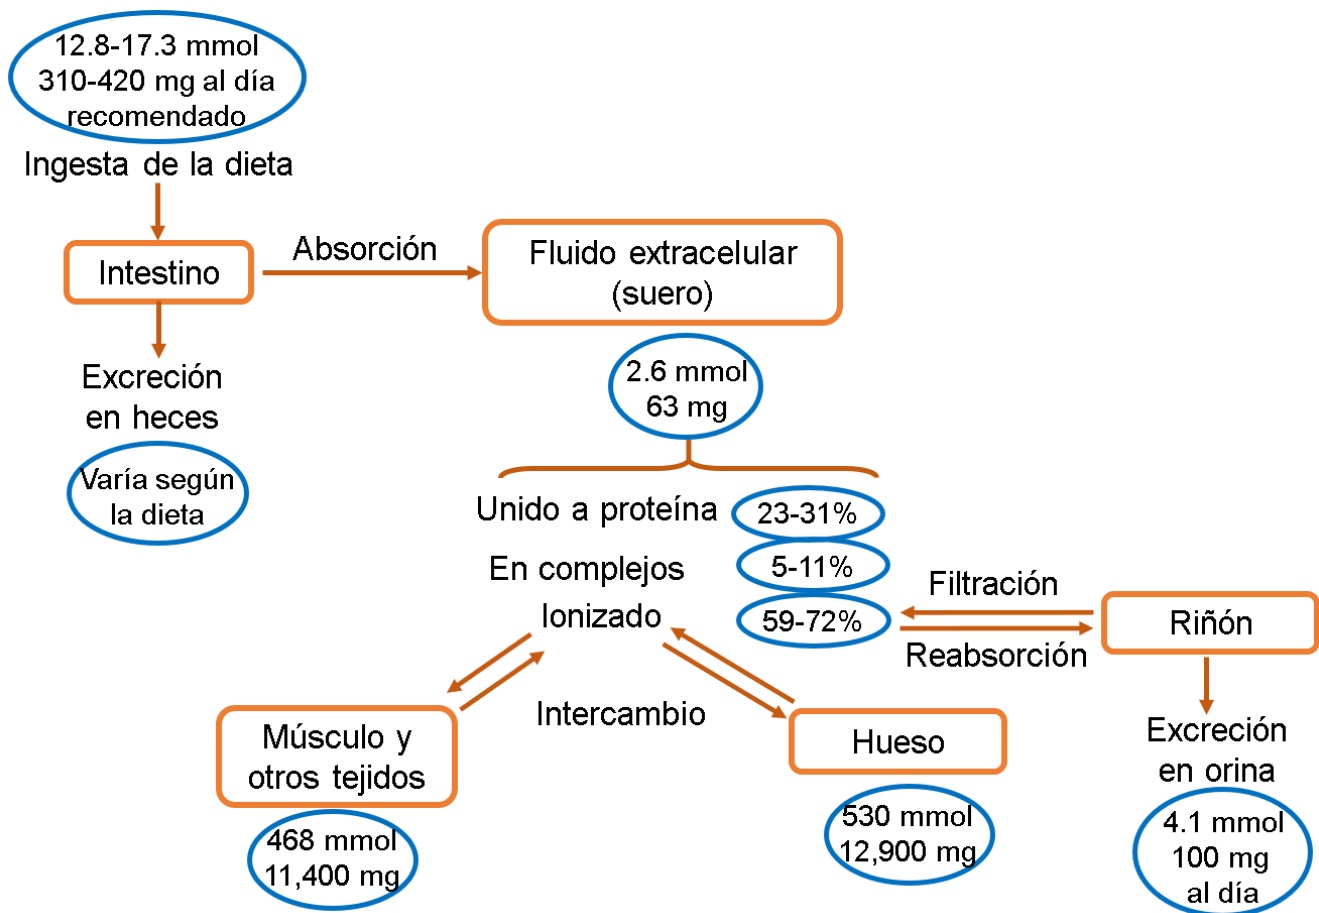 12.8-17.3 mmol
310-420 mg al día
recomendado
Ingesta de la dieta
Intestino
Absorción
Fluido extracelular
(suero)
Excreción
en heces
Varía según
la dieta
2.6 mmol
63 mg
Unido a proteína
23-31%
En complejos
5-11%
Ionizado
59-72%
Filtración
Reabsorción
Riñón
Intercambio
Músculo y
otros tejidos
468 mmol
11,400 mg
Hueso
530 mmol
12,900 mg
Excreción
en orina
4.1 mmol
100 mg
al día